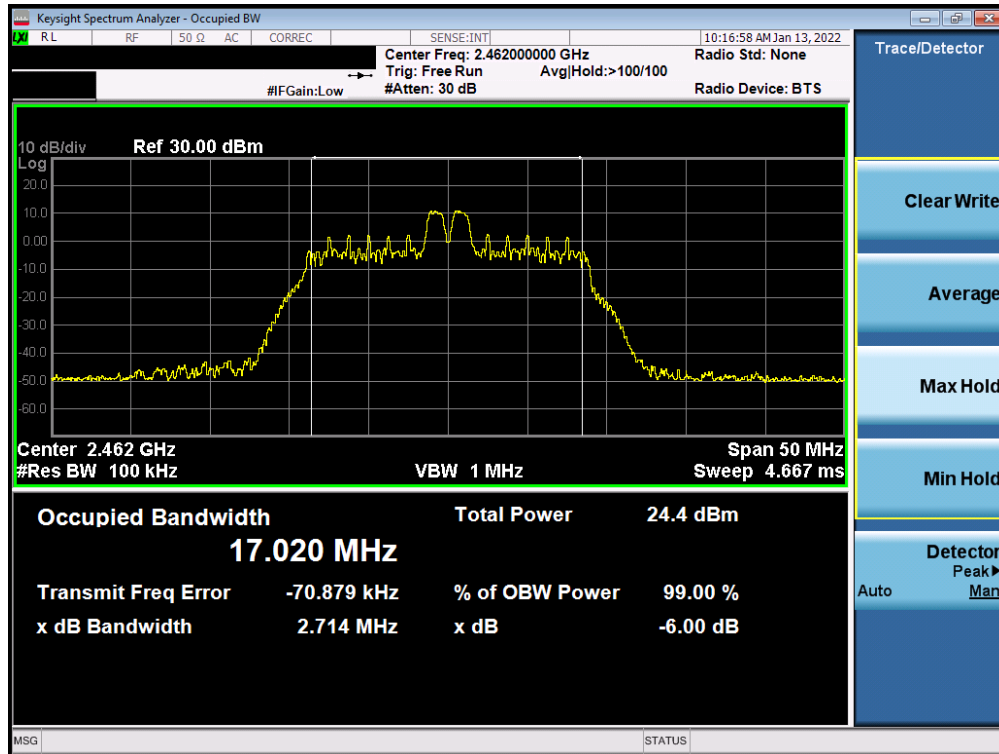 Keysight Spectrum Analyzer - Occupied BW
LXI RL RF 50 Ω AC CORREC SENSE:INT 10:16:58 AM Jan 13, 2022
Center Freq: 2.462000000 GHz Radio Std: None
Trig: Free Run Avg|Hold:>100/100
#IFGain:Low #Atten: 30 dB Radio Device: BTS
Trace/Detector
10 dB/div Ref 30.00 dBm
Log
20.0
10.0
0.00
-10.0
-20.0
-30.0
-40.0
-50.0
-60.0
Center 2.462 GHz Span 50 MHz
#Res BW 100 kHz VBW 1 MHz Sweep 4.667 ms
Occupied Bandwidth Total Power 24.4 dBm
17.020 MHz
Transmit Freq Error -70.879 kHz % of OBW Power 99.00 %
x dB Bandwidth 2.714 MHz x dB -6.00 dB
Clear Write
Average
Max Hold
Min Hold
Detector
Peak▶
Auto Man
MSG STATUS